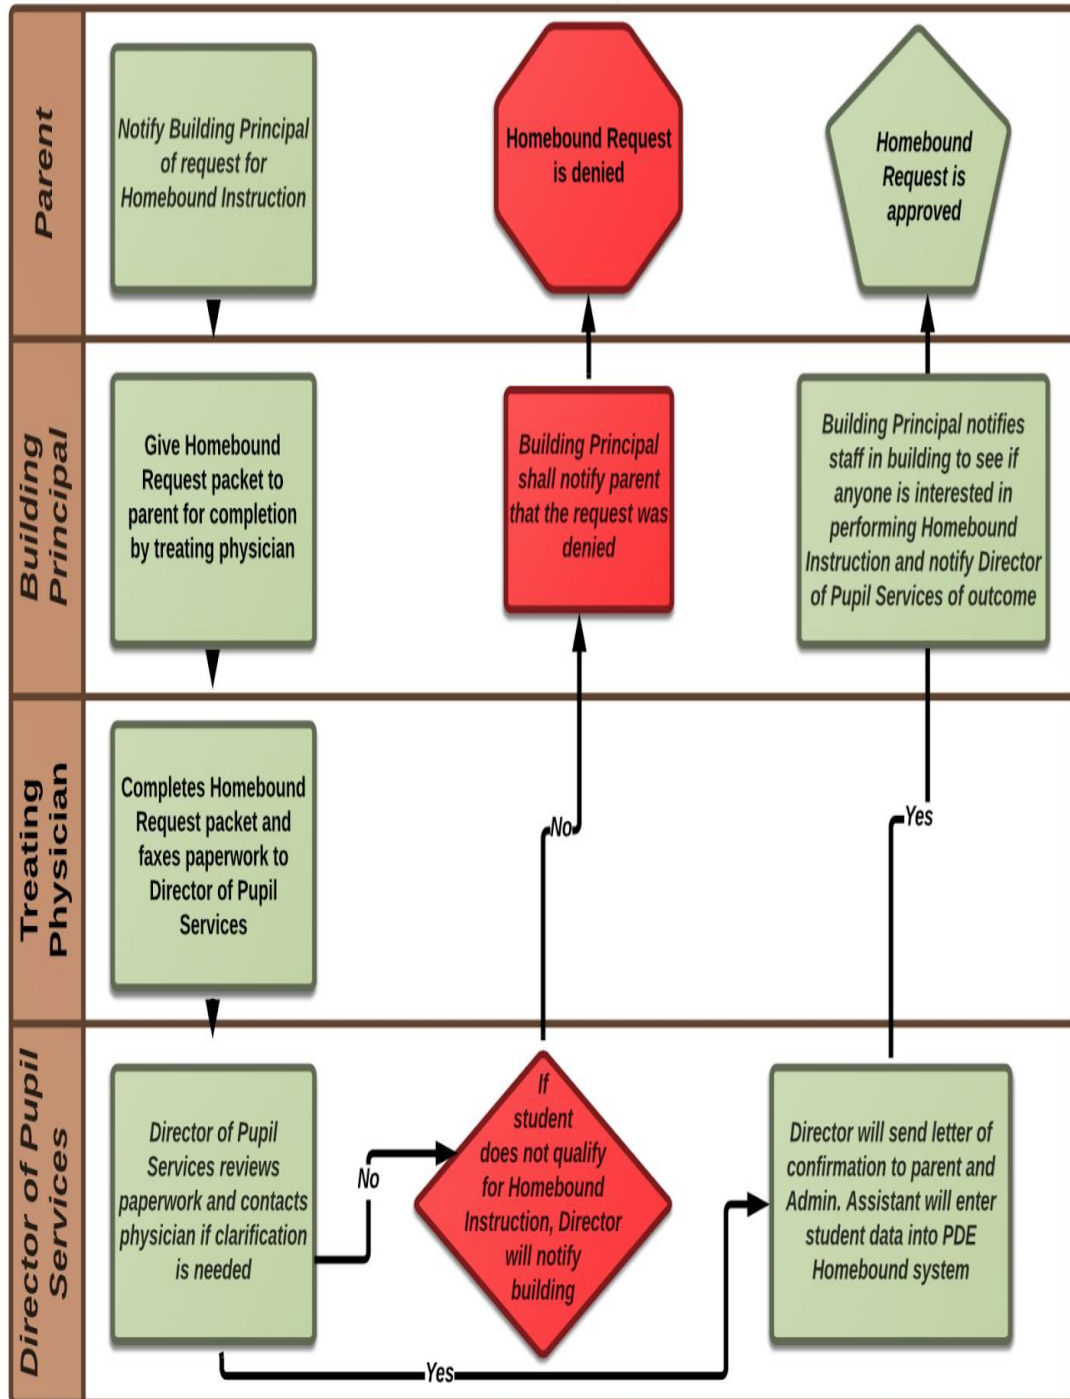 Parent
Notify Building Principal
of request for
Homebound Instruction
Homebound Request
is denied
Homebound
Request is
approved
Building
Principal
Give Homebound
Request packet to
parent for completion
by treating physician
Building Principal
shall notify parent
that the request was
denied
Building Principal notifies
staff in building to see if
anyone is interested in
performing Homebound
Instruction and notify Director
of Pupil Services of outcome
Treating
Physician
Completes Homebound
Request packet and
faxes paperwork to
Director of Pupil
Services
No
Yes
Director of Pupil
Services
Director of Pupil
Services reviews
paperwork and contacts
physician if clarification
is needed
No
If
student
does not qualify
for Homebound
Instruction, Director
will notify
building
Director will send letter of
confirmation to parent and
Admin. Assistant will enter
student data into PDE
Homebound system
Yes